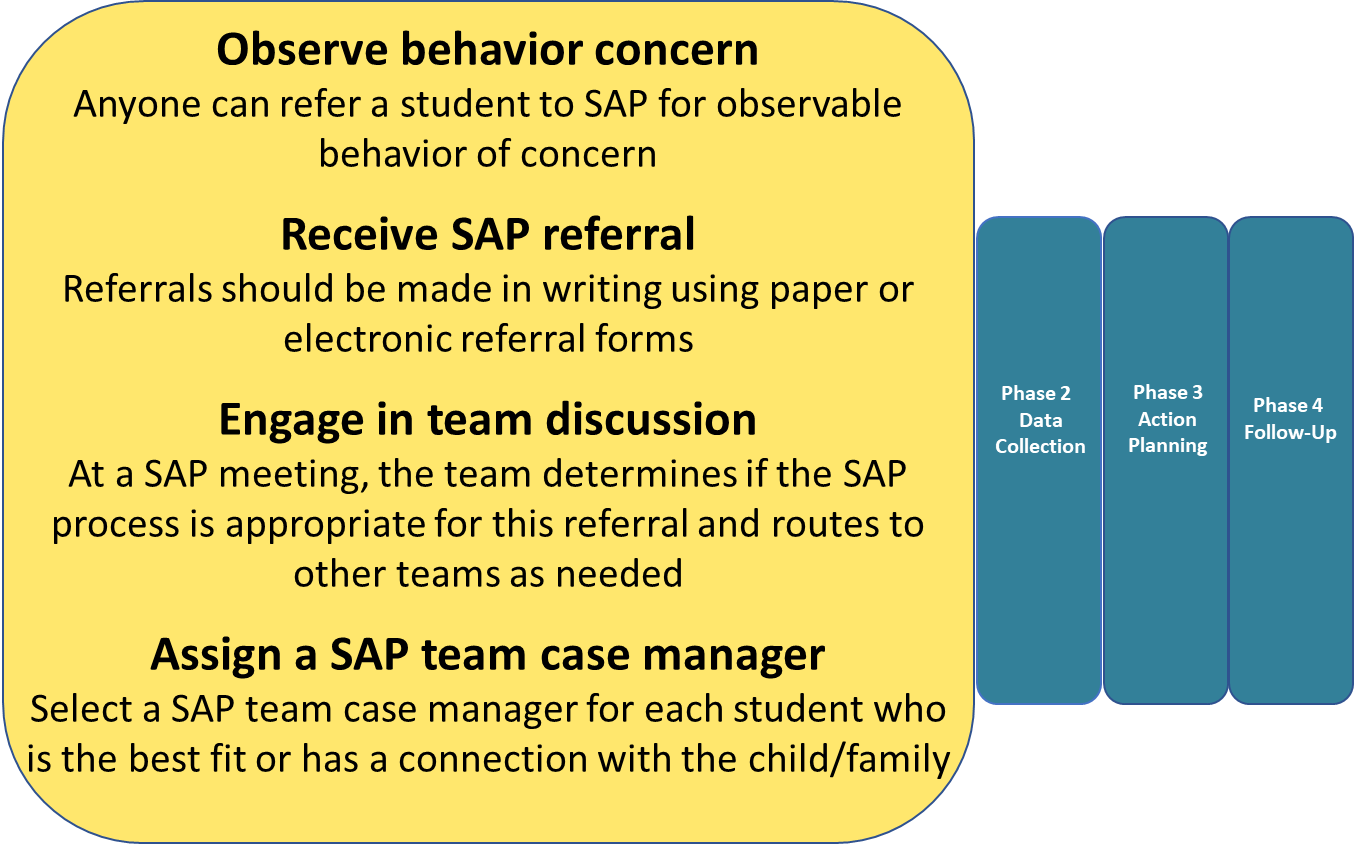 Observe behavior concern
Anyone can refer a student to SAP for observable
behavior of concern
Receive SAP referral
Referrals should be made in writing using paper or
electronic referral forms
Engage in team discussion
At a SAP meeting, the team determines if the SAP
process is appropriate for this referral and routes to
other teams as needed
Assign a SAP team case manager
Select a SAP team case manager for each student who
is the best fit or has a connection with the child/family
Phase 2
Data
Collection
Phase 3
Action
Planning
Phase 4
Follow-Up